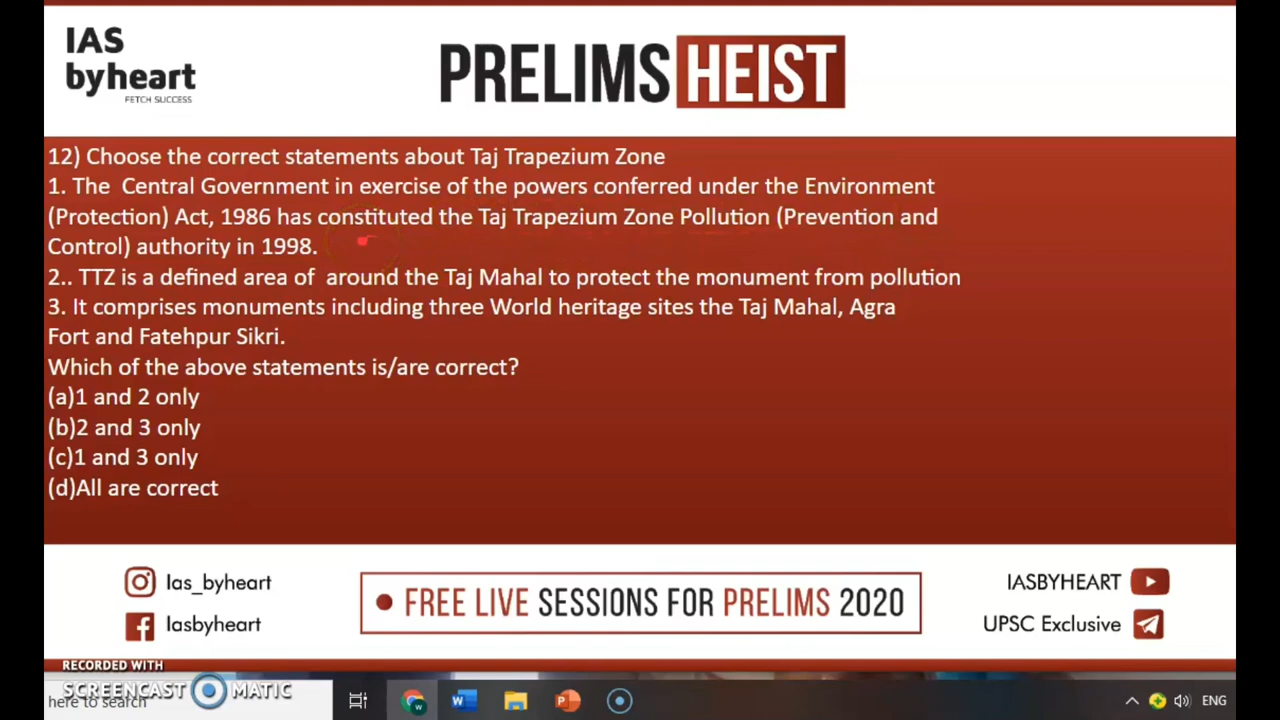 IAS
byheart
FETCH SUCCESS
PRELIMS HEIST
12) Choose the correct statements about Taj Trapezium Zone
1. The  Central Government in exercise of the powers conferred under the Environment
(Protection) Act, 1986 has constituted the Taj Trapezium Zone Pollution (Prevention and
Control) authority in 1998.
2.. TTZ is a defined area of  around the Taj Mahal to protect the monument from pollution
3. It comprises monuments including three World heritage sites the Taj Mahal, Agra
Fort and Fatehpur Sikri.
Which of the above statements is/are correct?
(a)1 and 2 only
(b)2 and 3 only
(c)1 and 3 only
(d)All are correct
Ias_byheart
Iasbyheart
• FREE LIVE SESSIONS FOR PRELIMS 2020
IASBYHEART
UPSC Exclusive
RECORDED WITH
SCREENCAST MATIC
here to search
ENG